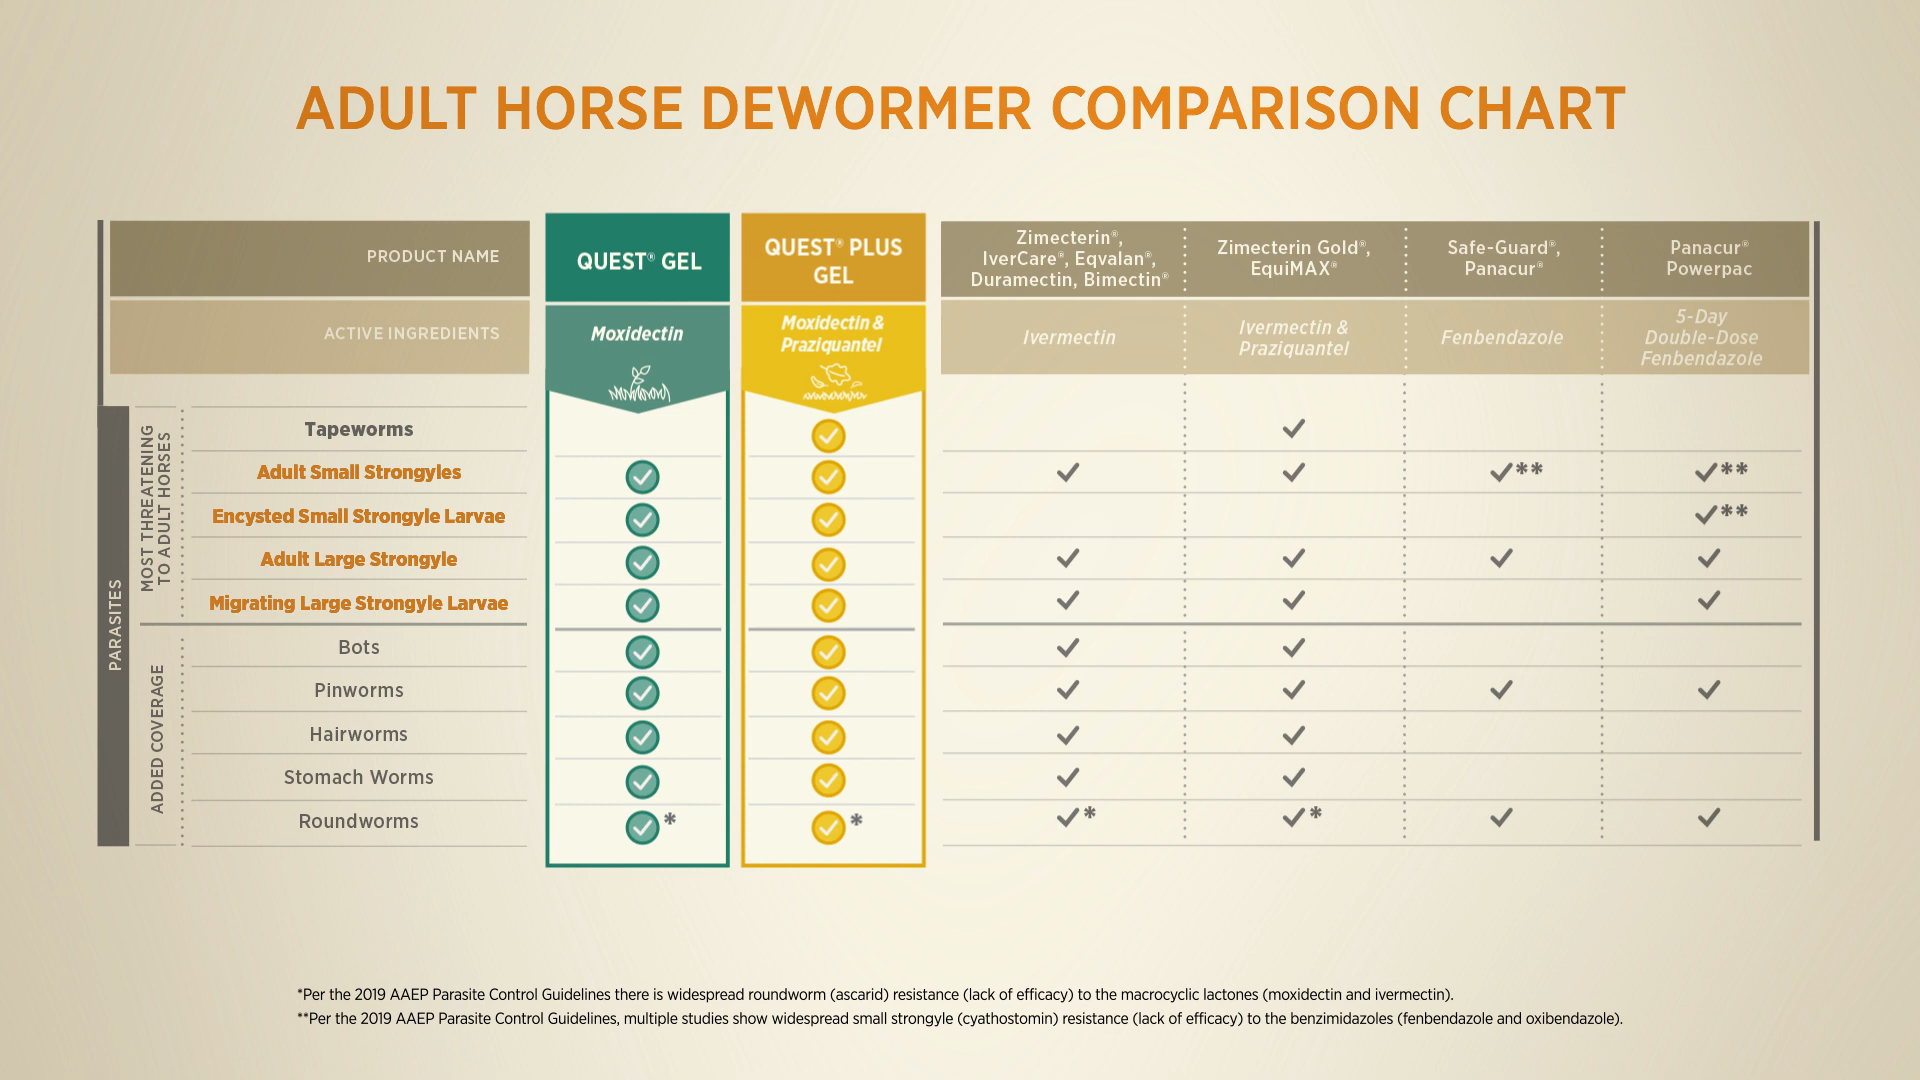 ADULT HORSE DEWORMER COMPARISON CHART
PRODUCT NAME
QUEST® GEL
QUEST® PLUS
GEL
Zimecterin®,
IverCare®, Eqvalan®,
Duramectin, Bimectin®
Zimecterin Gold®,
EquiMAX®
Safe-Guard®,
Panacur®
Panacur®
Powerpac
ACTIVE INGREDIENTS
Moxidectin
Moxidectin &
Praziquantel
Ivermectin
Ivermectin &
Praziquantel
Fenbendazole
5-Day
Double-Dose
Fenbendazole
PARASITES
MOST THREATENING
TO ADULT HORSES
Tapeworms
Adult Small Strongyles
**
**
Encysted Small Strongyle Larvae
**
Adult Large Strongyle
Migrating Large Strongyle Larvae
ADDED COVERAGE
Bots
Pinworms
Hairworms
Stomach Worms
Roundworms
*
*
*
*
*Per the 2019 AAEP Parasite Control Guidelines there is widespread roundworm (ascarid) resistance (lack of efficacy) to the macrocyclic lactones (moxidectin and ivermectin).
**Per the 2019 AAEP Parasite Control Guidelines, multiple studies show widespread small strongyle (cyathostomin) resistance (lack of efficacy) to the benzimidazoles (fenbendazole and oxibendazole).